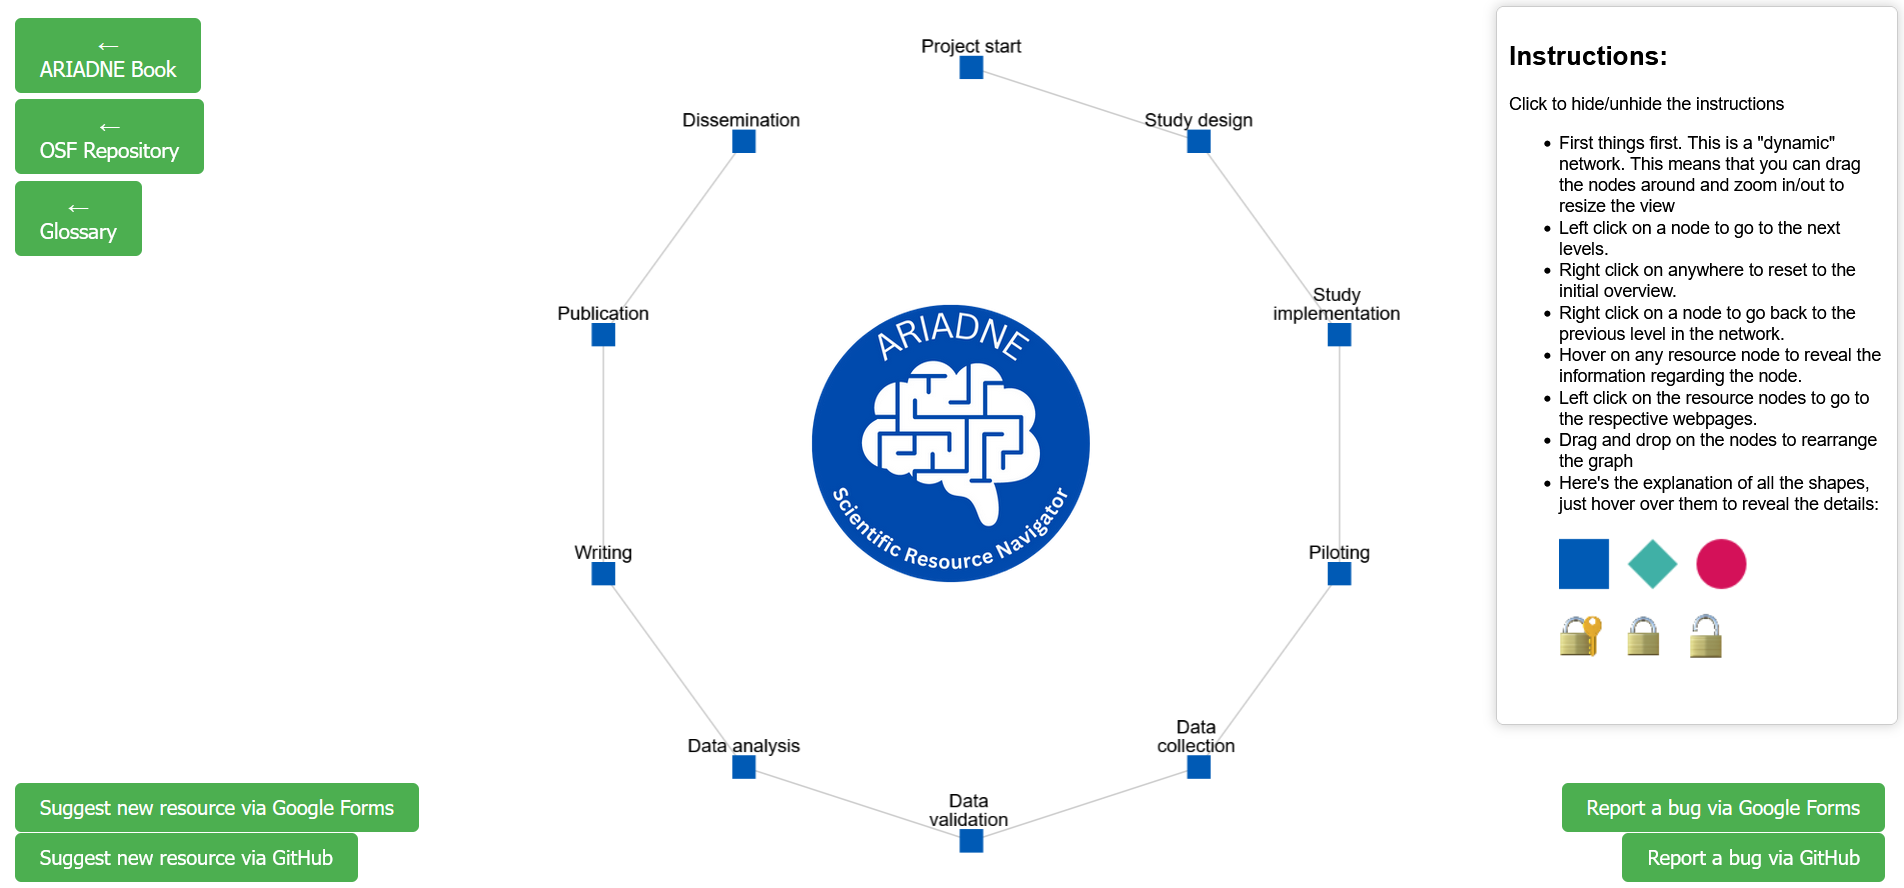 ←
ARIADNE Book
←
OSF Repository
←
Glossary
Project start
Study design
Study
implementation
Piloting
Data
collection
Data
validation
Data analysis
Writing
Publication
Dissemination
ARIADNE
Scientific Resource Navigator
Instructions:
Click to hide/unhide the instructions
• First things first. This is a "dynamic"
network. This means that you can drag
the nodes around and zoom in/out to
resize the view
• Left click on a node to go to the next
levels.
• Right click on anywhere to reset to the
initial overview.
• Right click on a node to go back to the
previous level in the network.
• Hover on any resource node to reveal the
information regarding the node.
• Left click on the resource nodes to go to
the respective webpages.
• Drag and drop on the nodes to rearrange
the graph
• Here's the explanation of all the shapes,
just hover over them to reveal the details:
Suggest new resource via Google Forms
Suggest new resource via GitHub
Report a bug via Google Forms
Report a bug via GitHub